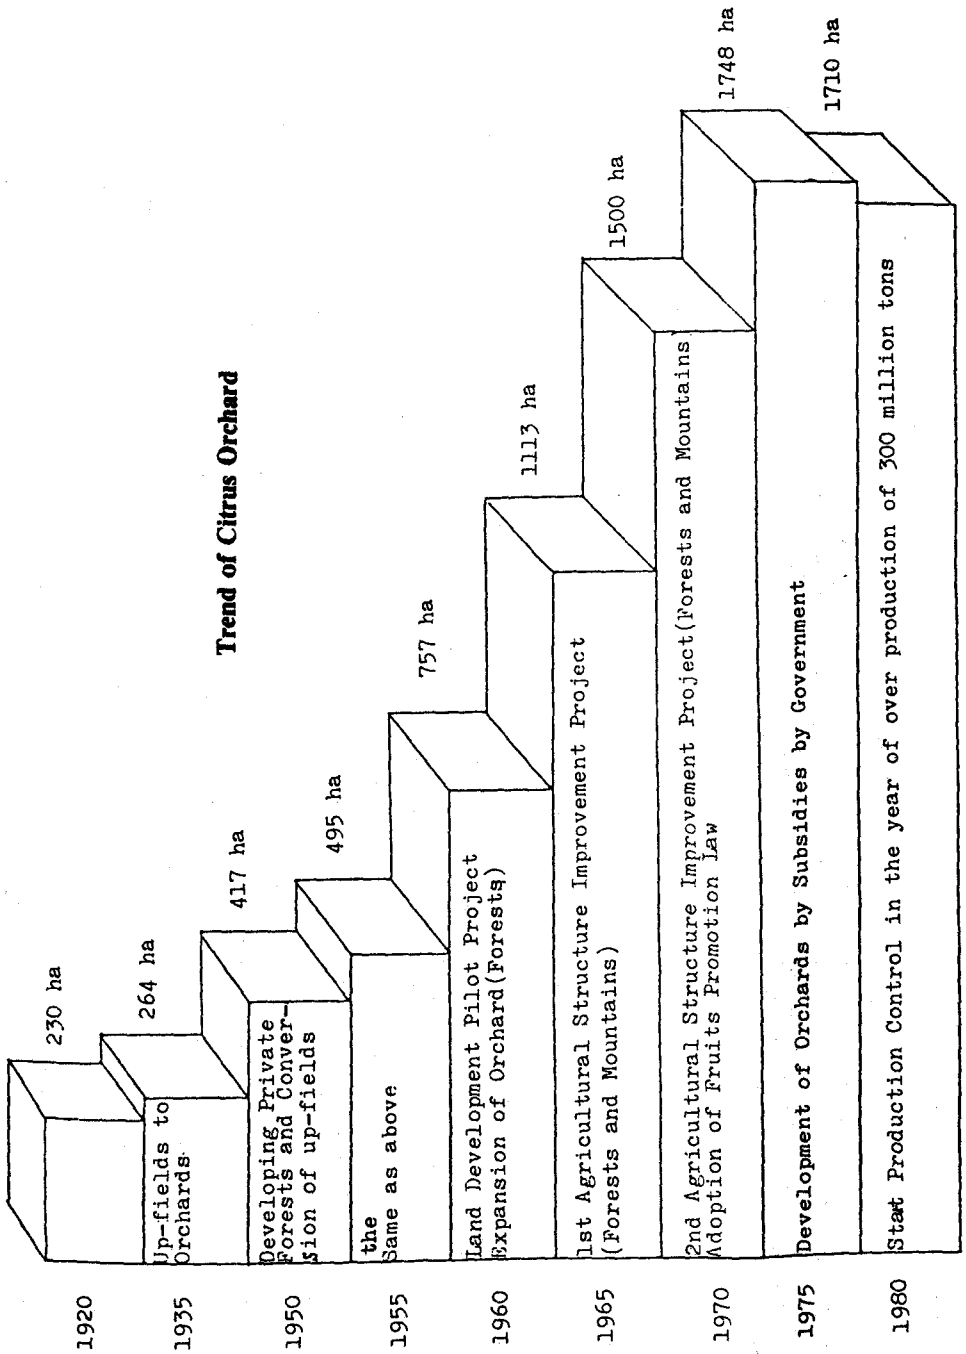 Trend of Citrus Orchard
1920
230 ha
1935
Up-fields to
Orchards
264 ha
1950
Developing Private
Forests and Conver-
sion of up-fields
417 ha
1955
the
Same as above
495 ha
1960
Land Development Pilot Project
Expansion of Orchard(Forests)
757 ha
1965
1st Agricultural Structure Improvement Project
(Forests and Mountains)
1113 ha
1970
2nd Agricultural Structure Improvement Project(Forests and Mountains)
Adoption of Fruits Promotion Law
1500 ha
1975
Development of Orchards by Subsidies by Government
1748 ha
1980
Start Production Control in the year of over production of 300 million tons
1710 ha